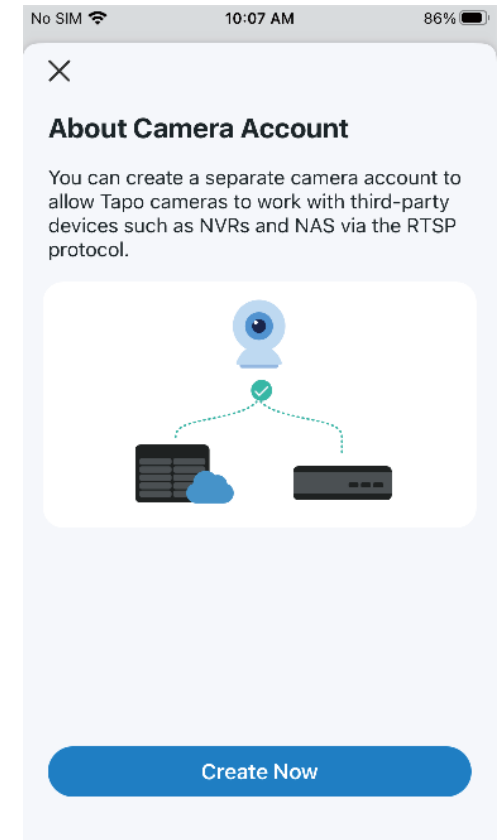 No SIM 10:07 AM 86%
About Camera Account
You can create a separate camera account to
allow Tapo cameras to work with third-party
devices such as NVRs and NAS via the RTSP
protocol.
Create Now